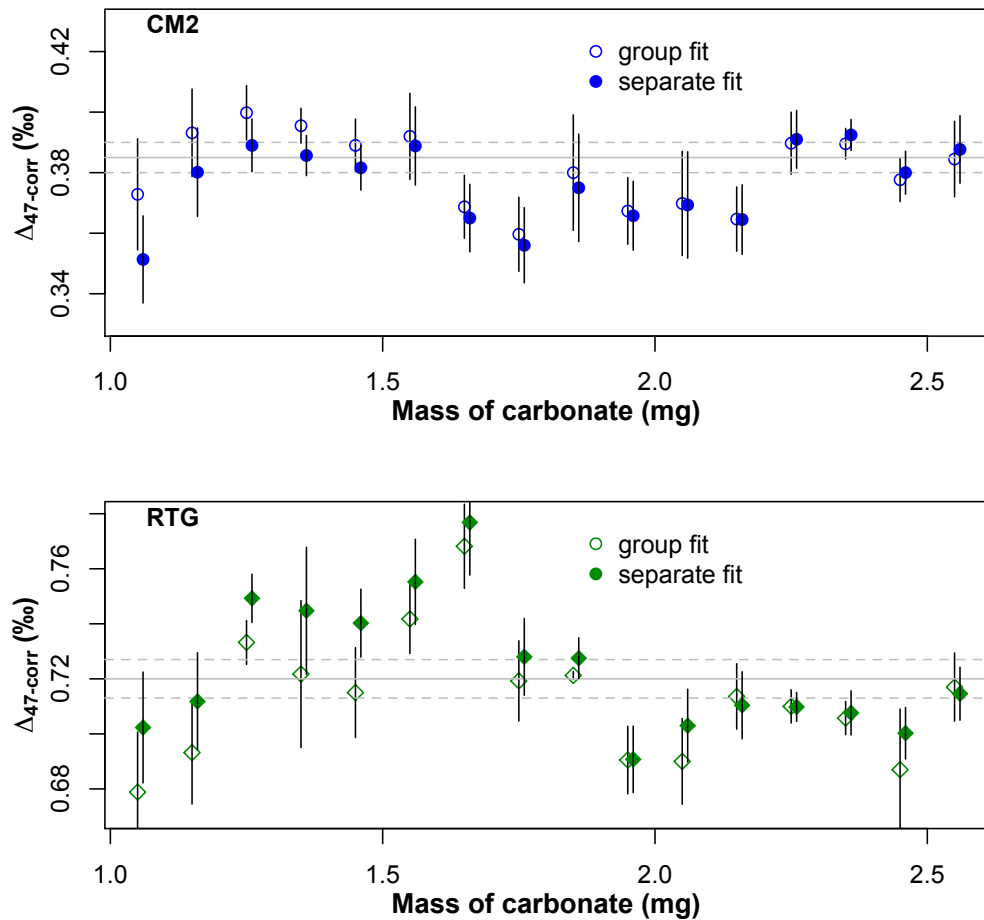 CM2
group fit
separate fit
0.42
0.38
0.34
Δ47-corr (‰)
1.0 1.5 2.0 2.5
Mass of carbonate (mg)
RTG
group fit
separate fit
0.76
0.72
0.68
Δ47-corr (‰)
1.0 1.5 2.0 2.5
Mass of carbonate (mg)